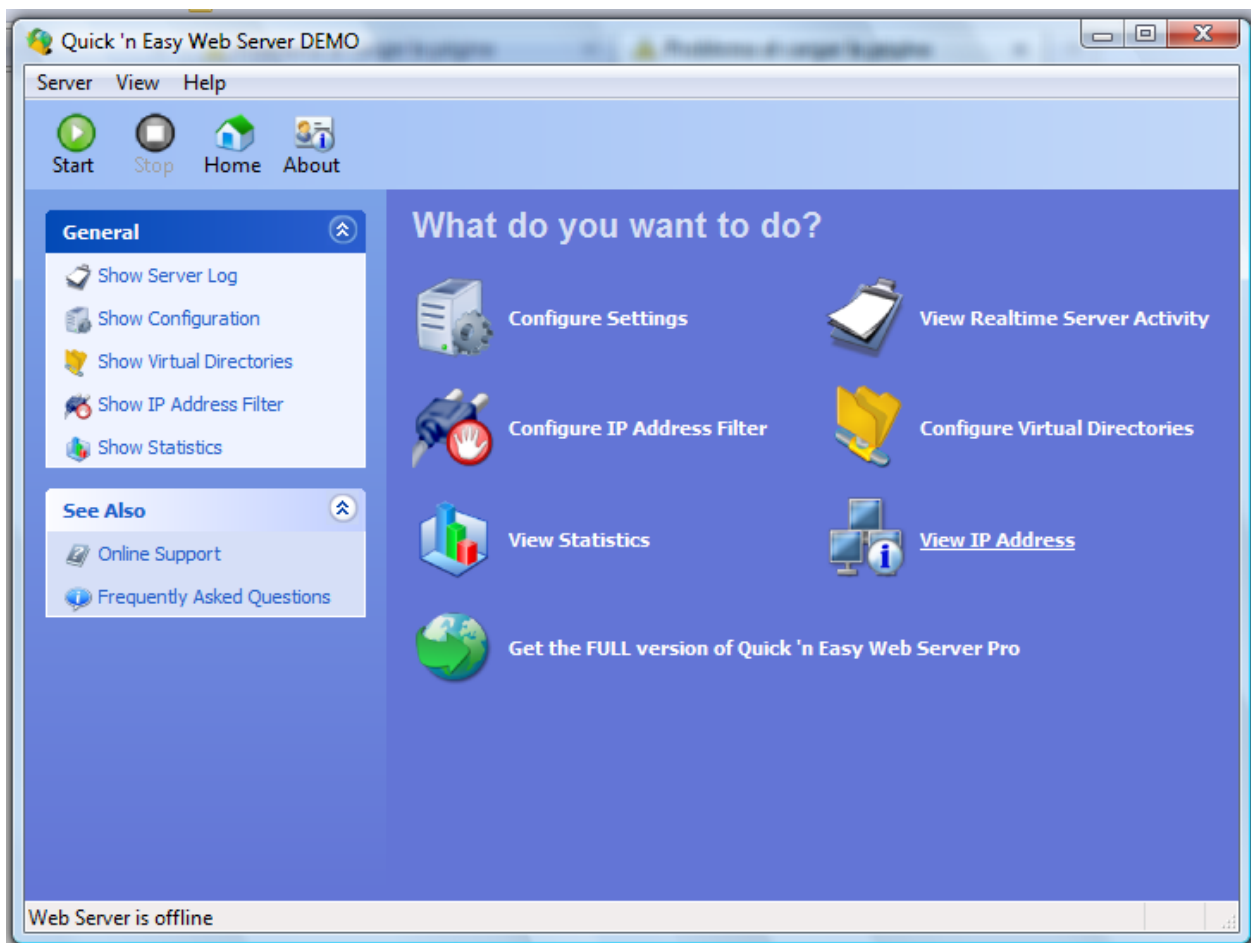 Quick 'n Easy Web Server DEMO
Server View Help
Start Stop Home About
General
Show Server Log
Show Configuration
Show Virtual Directories
Show IP Address Filter
Show Statistics
See Also
Online Support
Frequently Asked Questions
What do you want to do?
Configure Settings
View Realtime Server Activity
Configure IP Address Filter
Configure Virtual Directories
View Statistics
View IP Address
Get the FULL version of Quick 'n Easy Web Server Pro
Web Server is offline